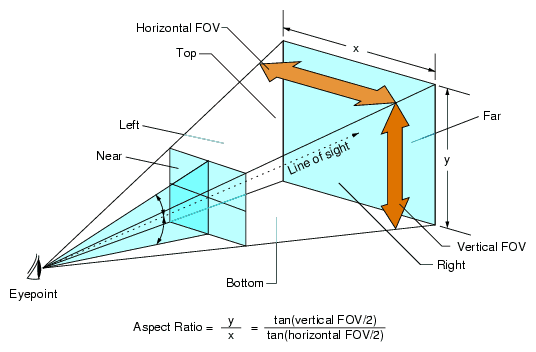 Horizontal FOV
x
Top
Left
Far
Near
Line of sight
y
Vertical FOV
Right
Bottom
Eyepoint
Aspect Ratio = y / x = tan(vertical FOV/2) / tan(horizontal FOV/2)